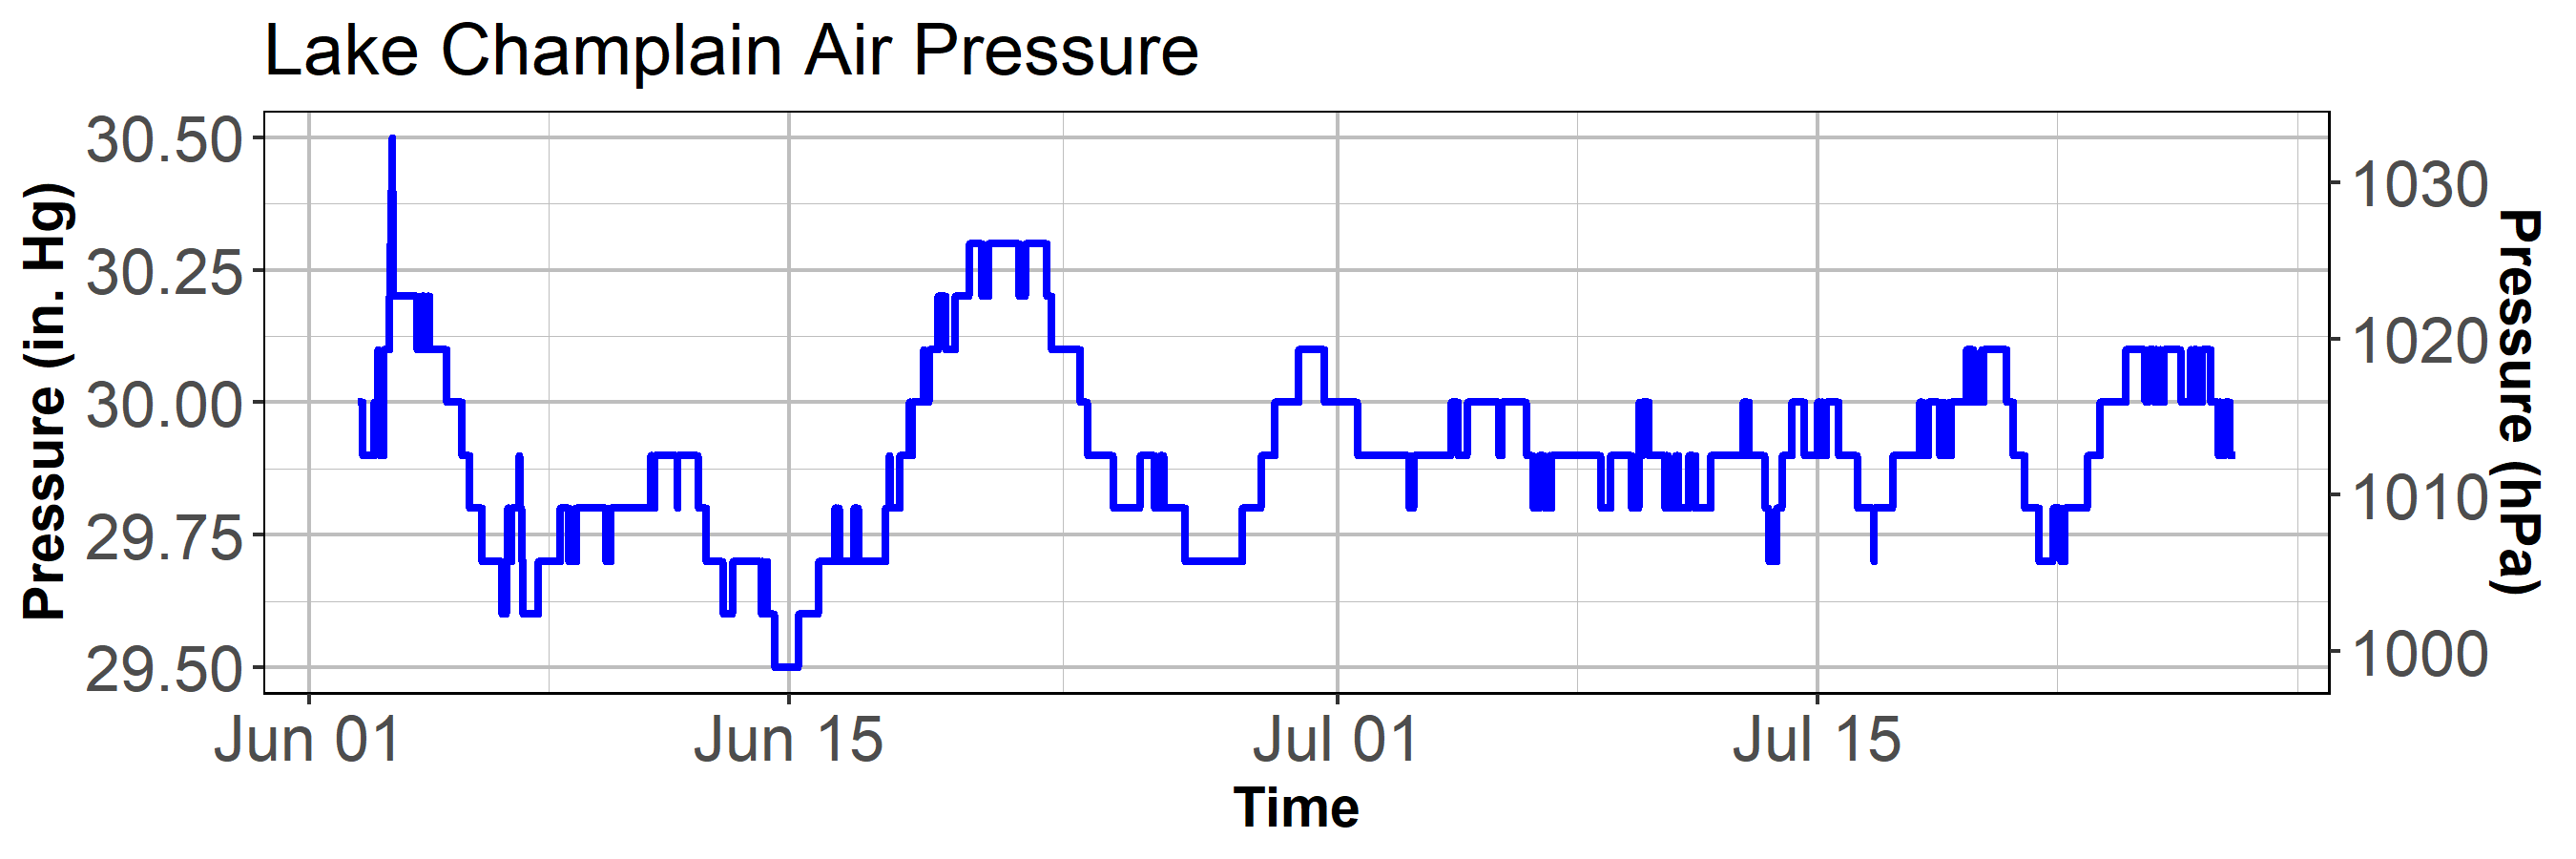 Lake Champlain Air Pressure
30.50
30.25
30.00
29.75
29.50
Pressure (in. Hg)
1030
1020
1010
1000
Pressure (hPa)
Jun 01
Jun 15
Jul 01
Jul 15
Time